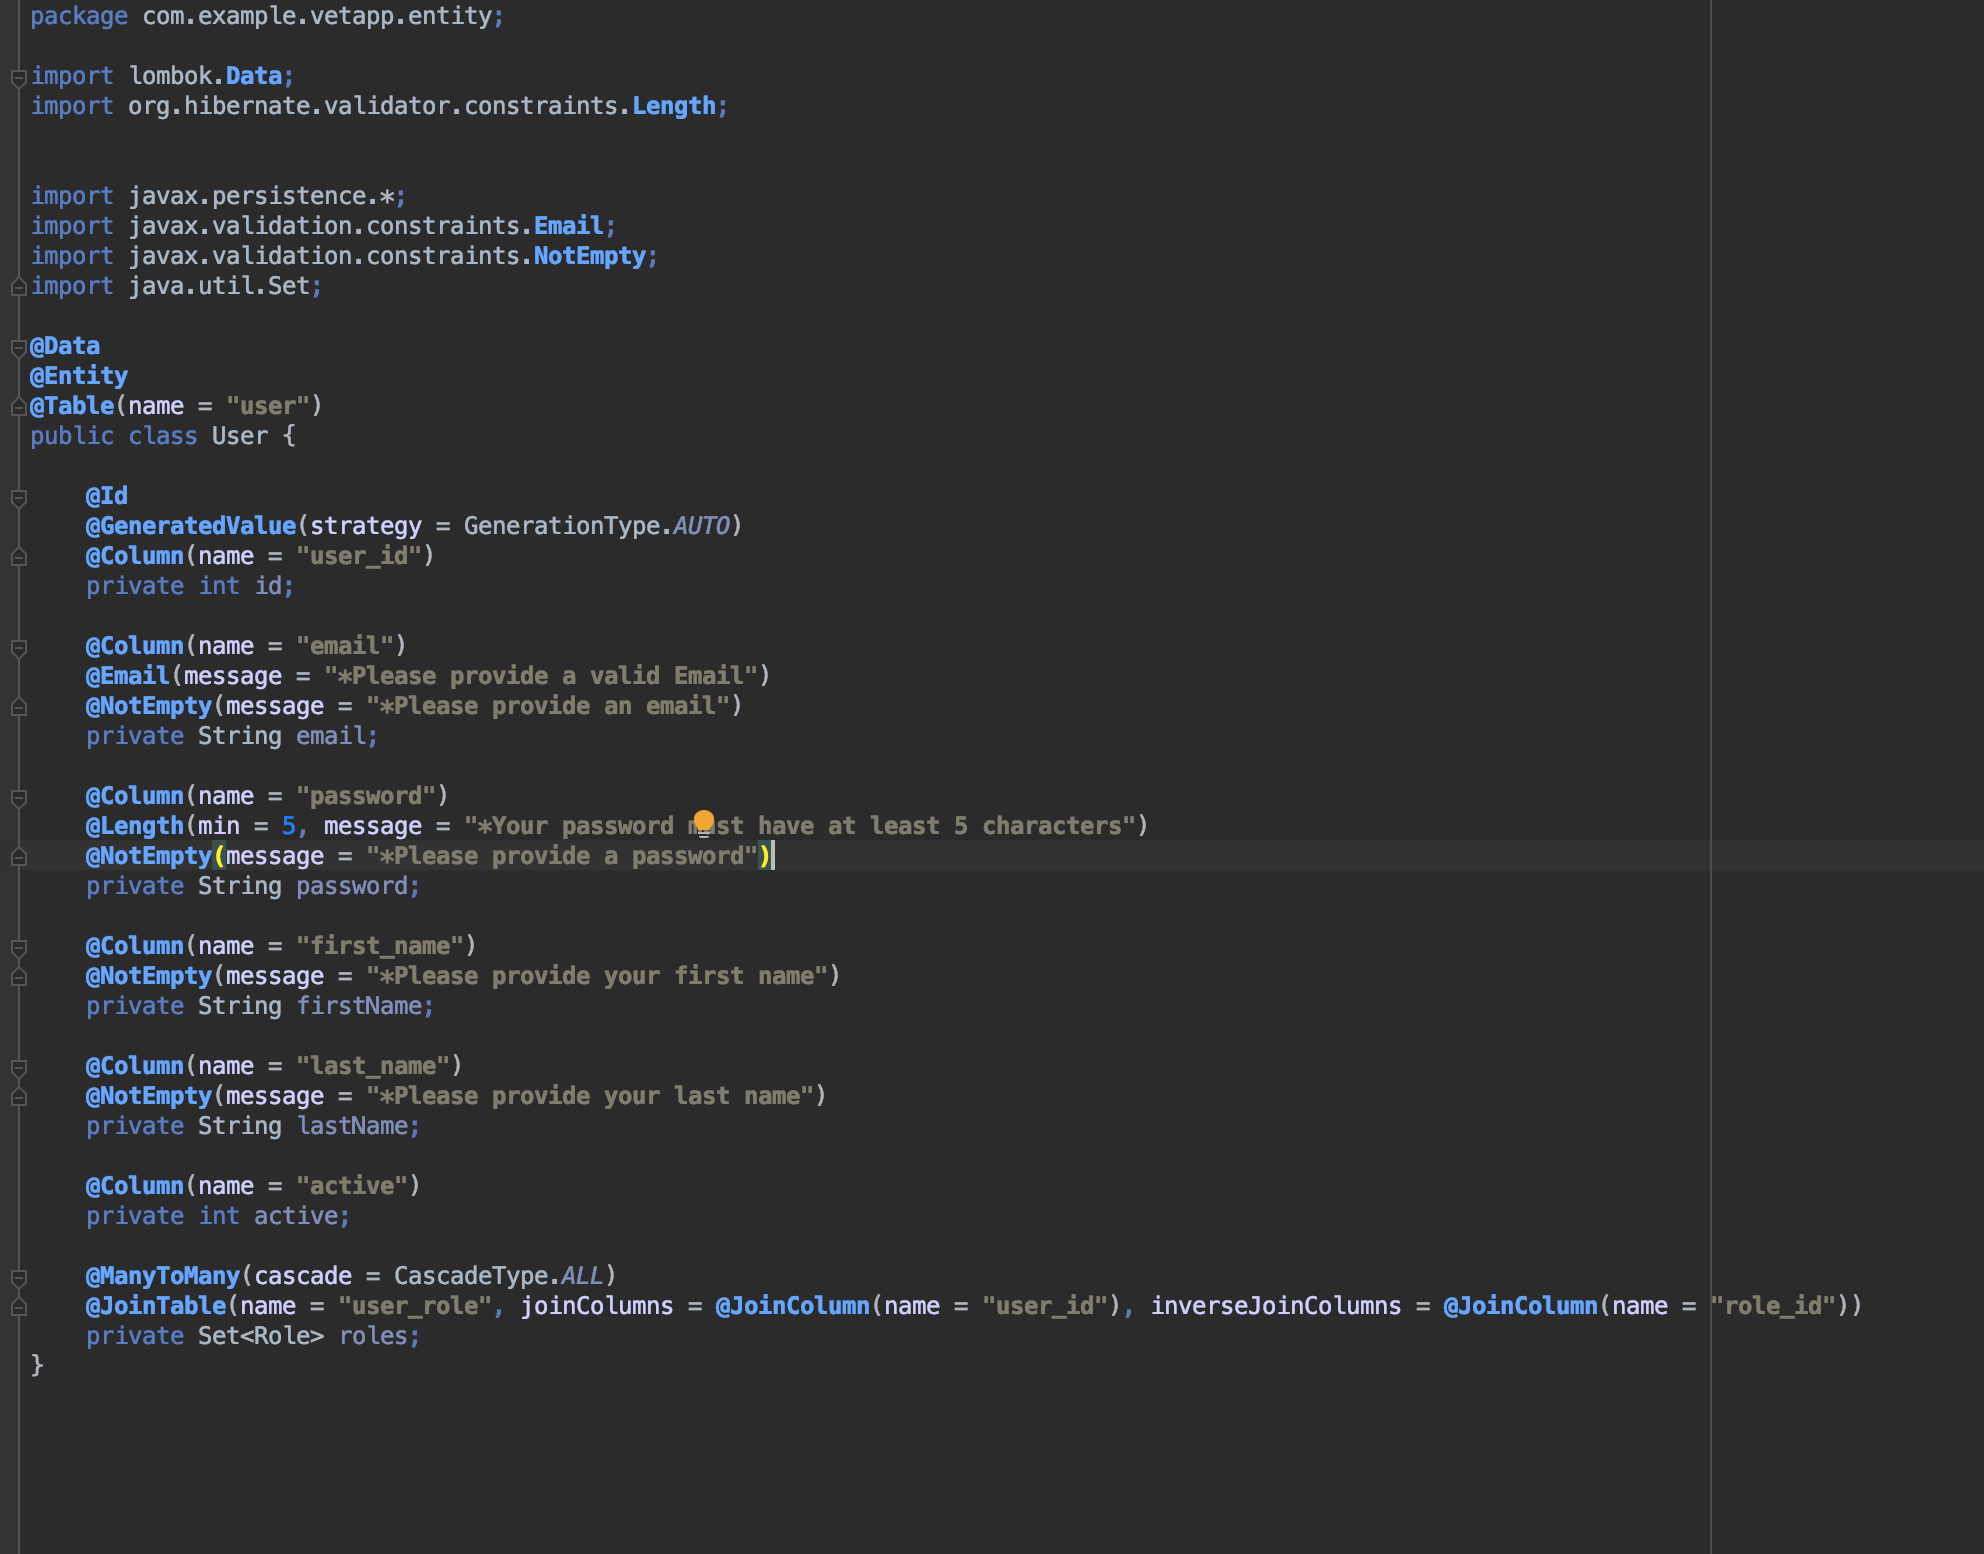 package com.example.vetapp.entity;
import lombok.Data;
import org.hibernate.validator.constraints.Length;
import javax.persistence.*;
import javax.validation.constraints.Email;
import javax.validation.constraints.NotEmpty;
import java.util.Set;
@Data
@Entity
@Table(name = "user")
public class User {
@Id
@GeneratedValue(strategy = GenerationType.AUTO)
@Column(name = "user_id")
private int id;
@Column(name = "email")
@Email(message = "*Please provide a valid Email")
@NotEmpty(message = "*Please provide an email")
private String email;
@Column(name = "password")
@Length(min = 5, message = "*Your password must have at least 5 characters")
@NotEmpty(message = "*Please provide a password")
private String password;
@Column(name = "first_name")
@NotEmpty(message = "*Please provide your first name")
private String firstName;
@Column(name = "last_name")
@NotEmpty(message = "*Please provide your last name")
private String lastName;
@Column(name = "active")
private int active;
@ManyToMany(cascade = CascadeType.ALL)
@JoinTable(name = "user_role", joinColumns = @JoinColumn(name = "user_id"), inverseJoinColumns = @JoinColumn(name = "role_id"))
private Set<Role> roles;
}